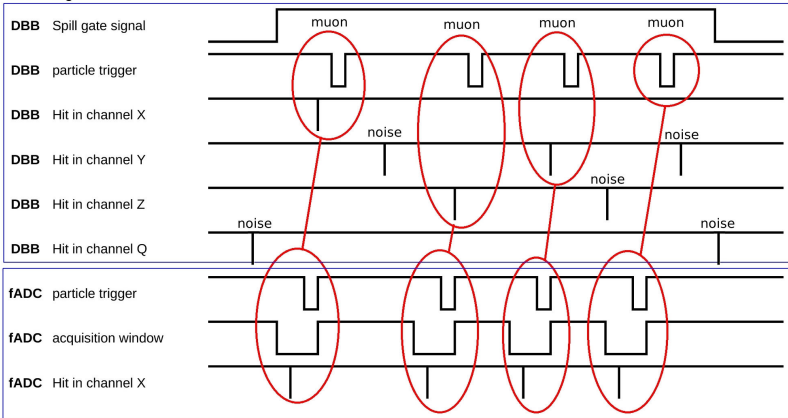 DBB Spill gate signal
muon muon muon muon
DBB particle trigger
DBB Hit in channel X
noise noise
DBB Hit in channel Y
noise
DBB Hit in channel Z
noise noise
DBB Hit in channel Q
fADC particle trigger
fADC acquisition window
fADC Hit in channel X